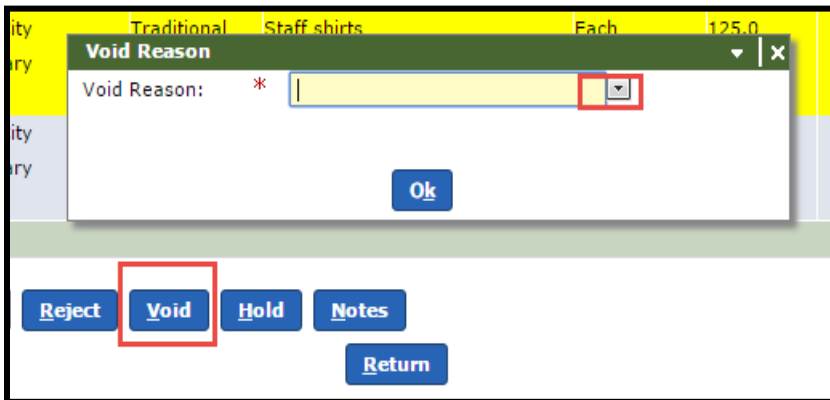 ity Traditional Staff shirts Each 125.0
ary
Void Reason
Void Reason: *
ity
ary
Ok
Reject Void Hold Notes
Return